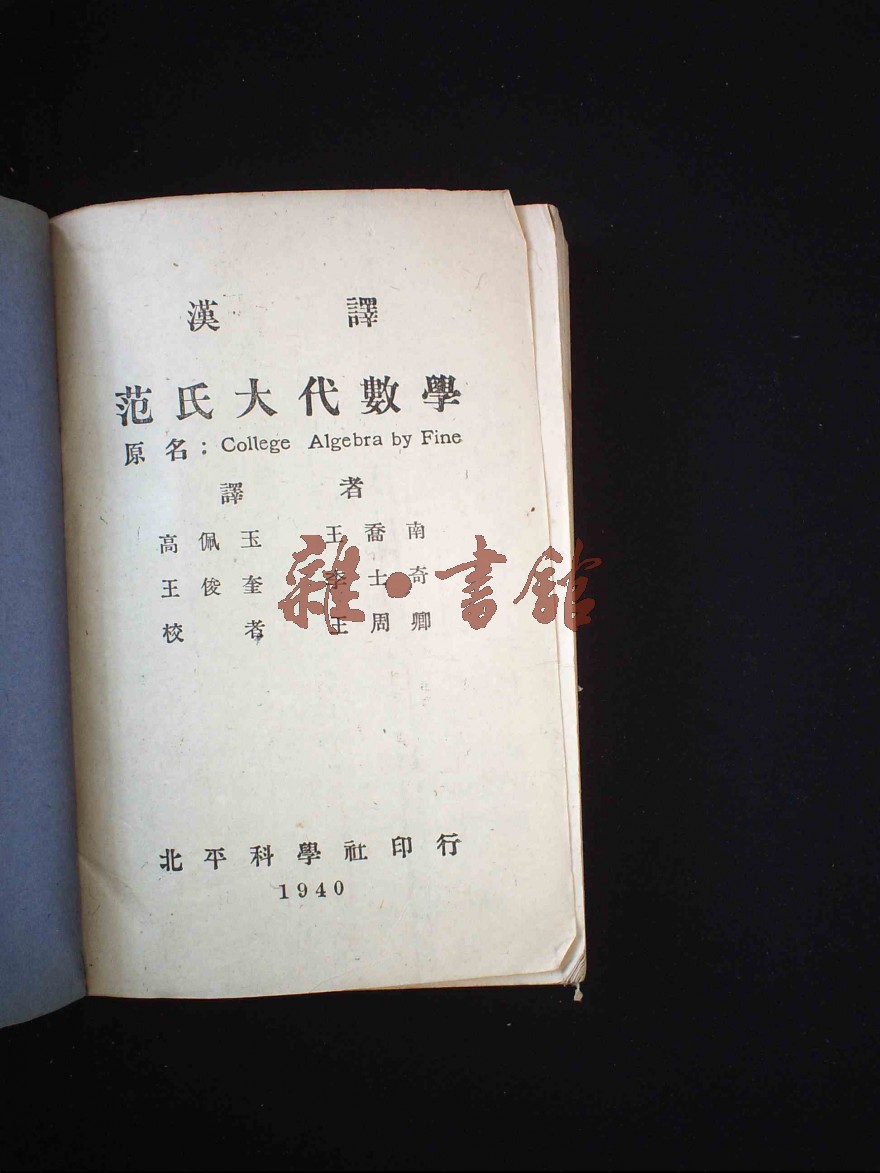 漢 譯
范氏大代數學
原名：College Algebra by Fine
譯 者
高佩玉 王喬南
王俊奎 李士奇
校 者 王周卿
雜·書館
北平科學社印行
1940